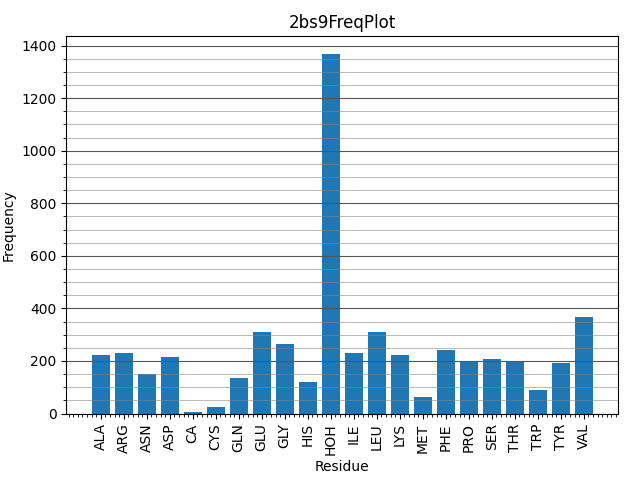 2bs9FreqPlot
Frequency
1400
1200
1000
800
600
400
200
0
ALA ARG ASN ASP CA CYS GLN GLU GLY HIS HOH ILE LEU LYS MET PHE PRO SER THR TRP TYR VAL
Residue